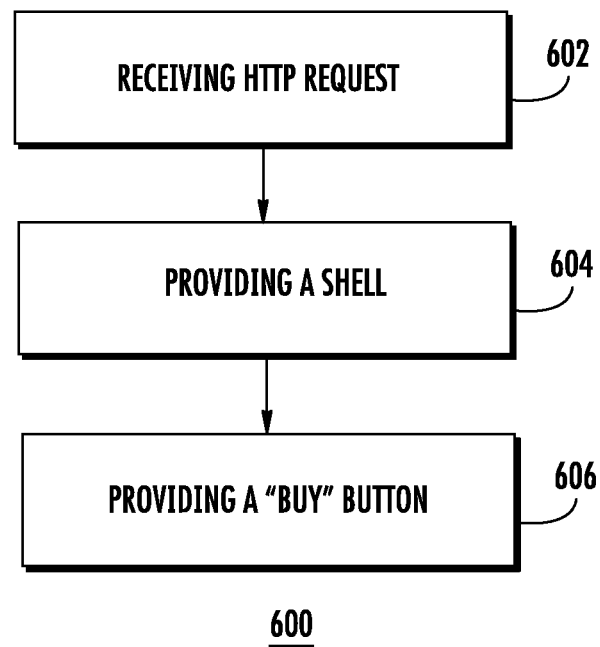 RECEIVING HTTP REQUEST
602
PROVIDING A SHELL
604
PROVIDING A “BUY” BUTTON
606
600